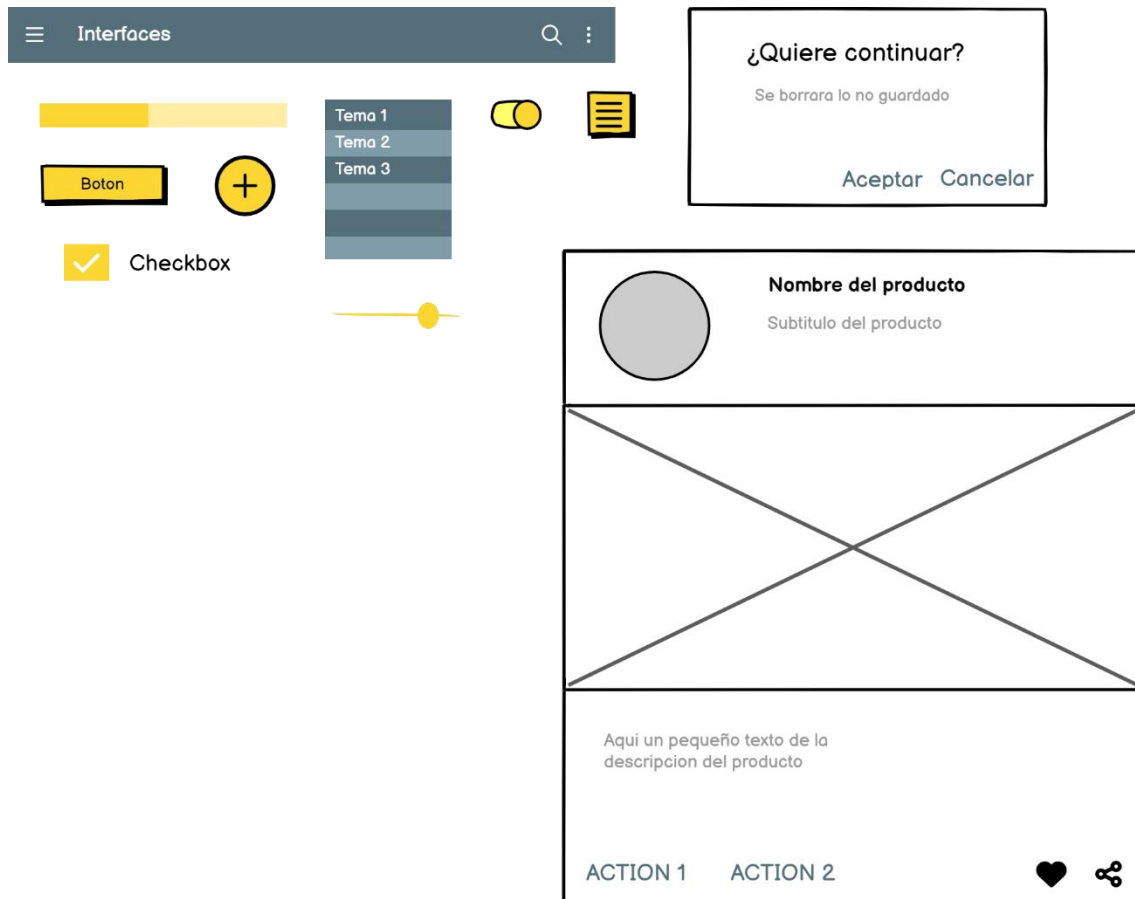 Interfaces
¿Quiere continuar?
Se borrara lo no guardado
Aceptar Cancelar
Tema 1
Tema 2
Tema 3
Boton
Checkbox
Nombre del producto
Subtitulo del producto
Aqui un pequeño texto de la
descripcion del producto
ACTION 1 ACTION 2